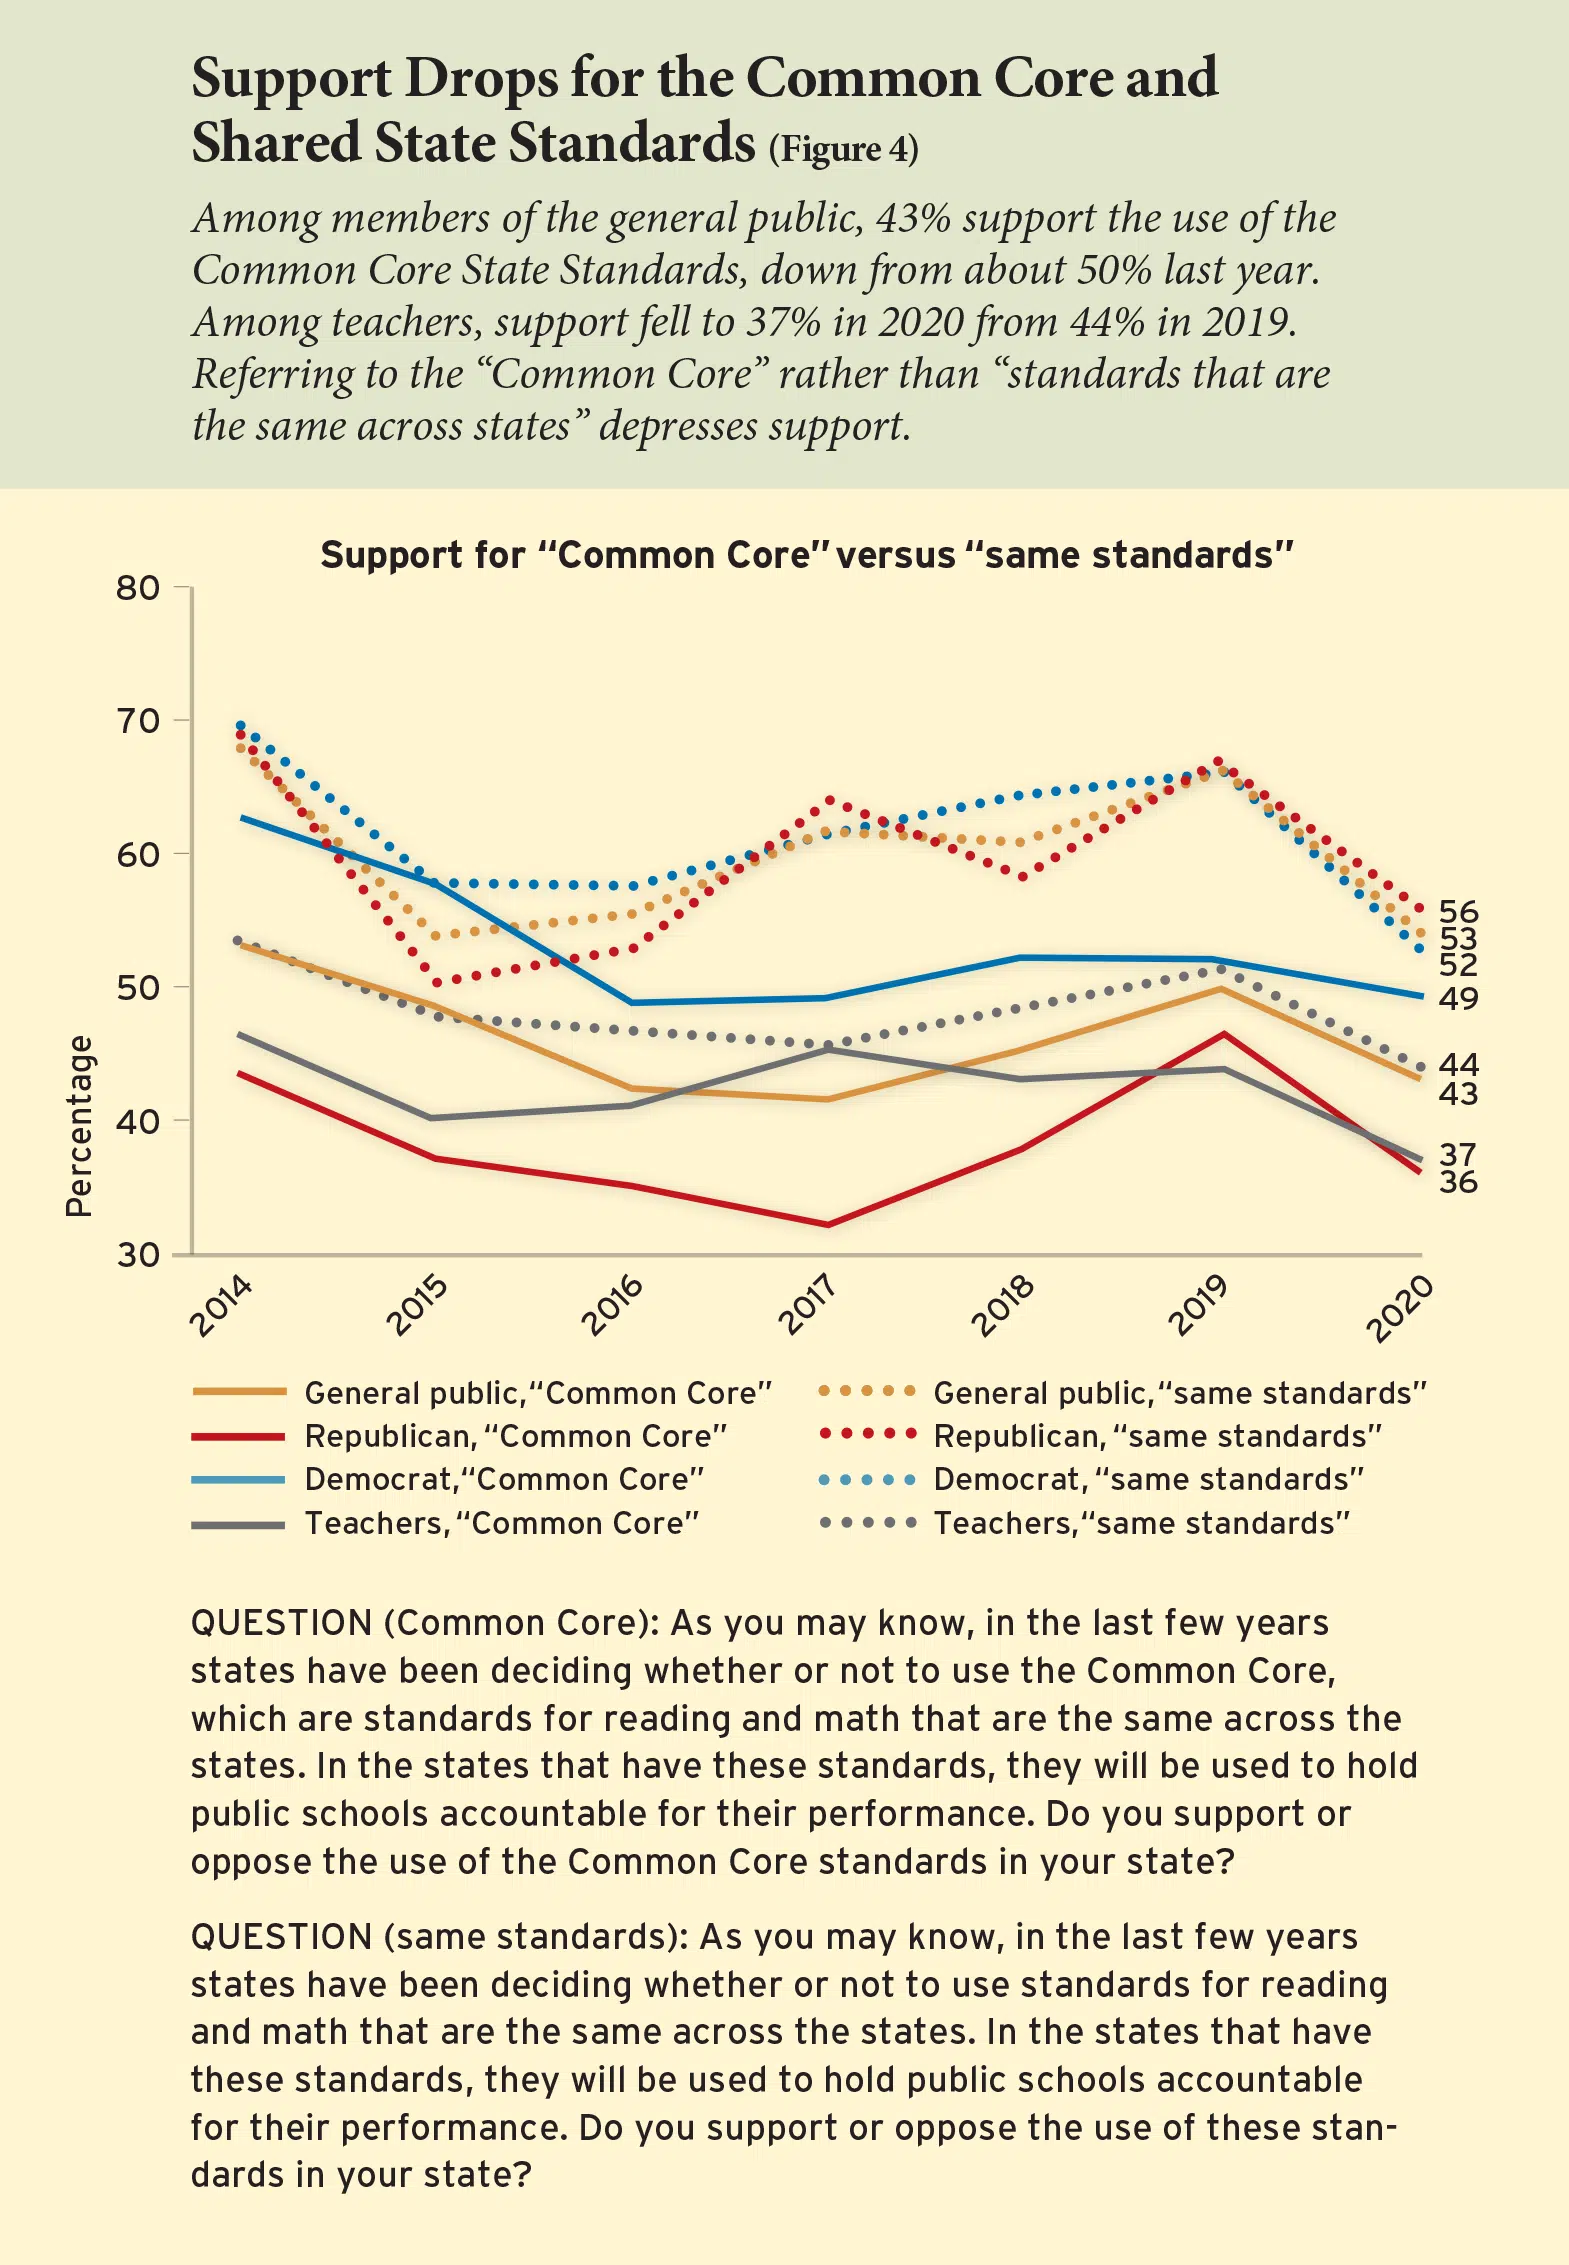 Support Drops for the Common Core and
Shared State Standards (Figure 4)
Among members of the general public, 43% support the use of the
Common Core State Standards, down from about 50% last year.
Among teachers, support fell to 37% in 2020 from 44% in 2019.
Referring to the “Common Core” rather than “standards that are
the same across states” depresses support.
Support for “Common Core” versus “same standards”
80
70
60
50
40
30
Percentage
56
53
52
49
44
43
37
36
2014
2015
2016
2017
2018
2019
2020
General public, “Common Core”
General public, “same standards”
Republican, “Common Core”
Republican, “same standards”
Democrat, “Common Core”
Democrat, “same standards”
Teachers, “Common Core”
Teachers, “same standards”
QUESTION (Common Core): As you may know, in the last few years
states have been deciding whether or not to use the Common Core,
which are standards for reading and math that are the same across the
states. In the states that have these standards, they will be used to hold
public schools accountable for their performance. Do you support or
oppose the use of the Common Core standards in your state?
QUESTION (same standards): As you may know, in the last few years
states have been deciding whether or not to use standards for reading
and math that are the same across the states. In the states that have
these standards, they will be used to hold public schools accountable
for their performance. Do you support or oppose the use of these stan-
dards in your state?